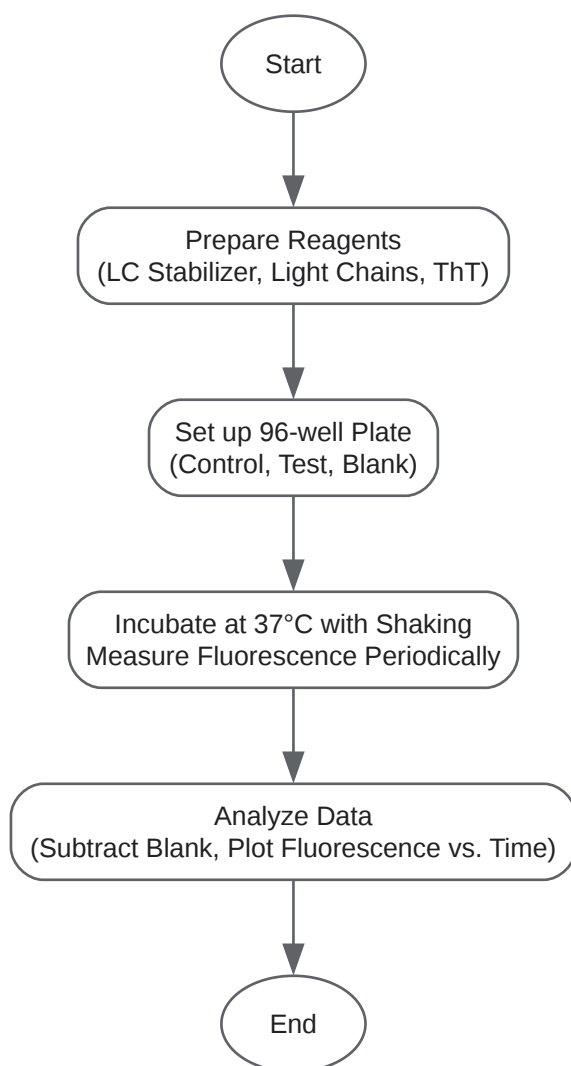 Start
Prepare Reagents
(LC Stabilizer, Light Chains, ThT)
Set up 96-well Plate
(Control, Test, Blank)
Incubate at 37°C with Shaking
Measure Fluorescence Periodically
Analyze Data
(Subtract Blank, Plot Fluorescence vs. Time)
End